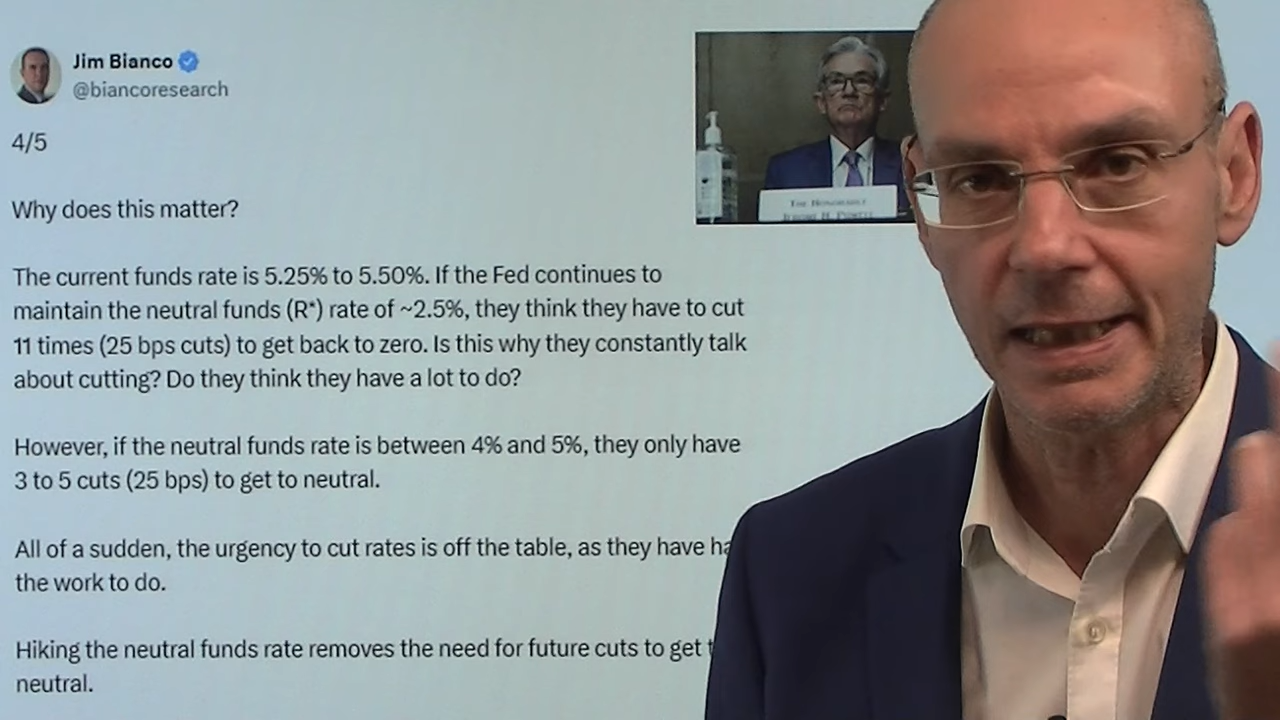 Jim Bianco
@biancoresearch
4/5
Why does this matter?
The current funds rate is 5.25% to 5.50%. If the Fed continues to
maintain the neutral funds (R*) rate of ~2.5%, they think they have to cut
11 times (25 bps cuts) to get back to zero. Is this why they constantly talk
about cutting? Do they think they have a lot to do?
However, if the neutral funds rate is between 4% and 5%, they only have
3 to 5 cuts (25 bps) to get to neutral.
All of a sudden, the urgency to cut rates is off the table, as they have
the work to do.
Hiking the neutral funds rate removes the need for future cuts to get
neutral.
The Honorable
Jerome H. Powell